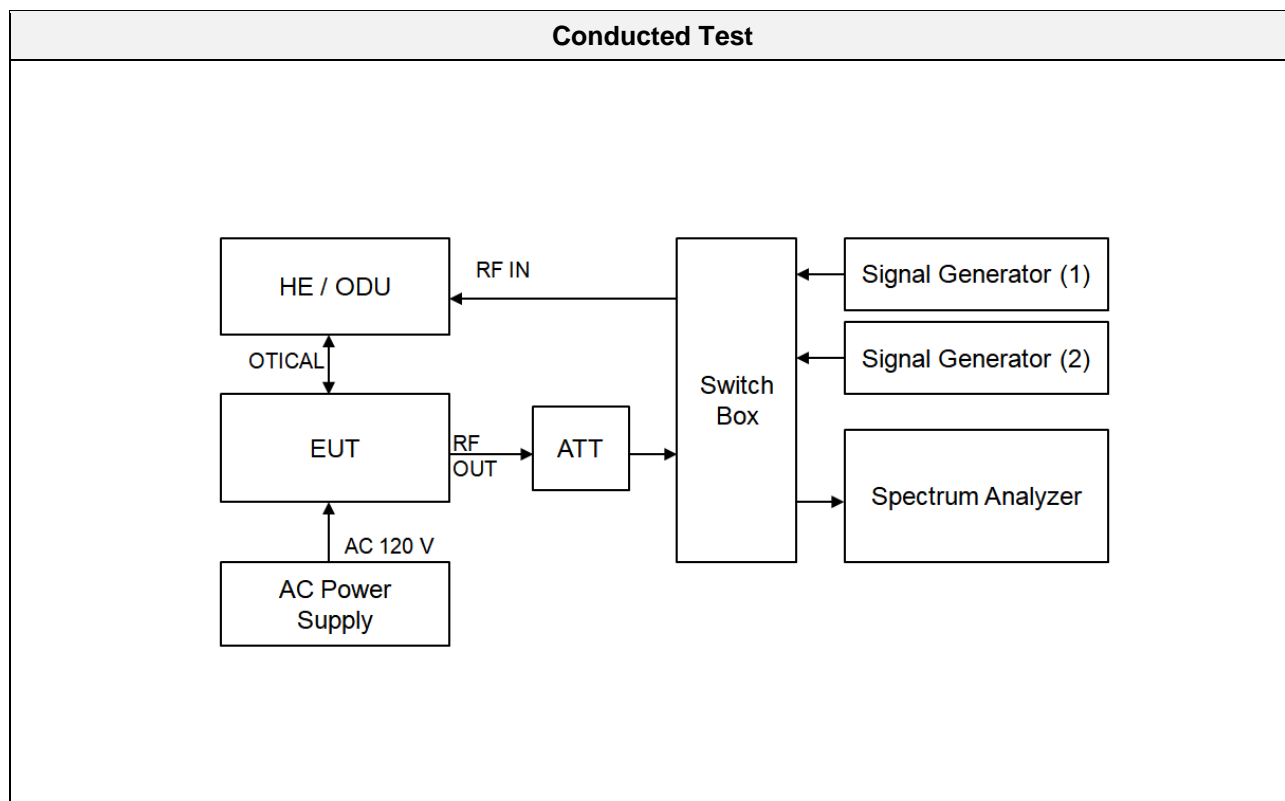 Conducted Test
HE / ODU
RF IN
Signal Generator (1)
OTICAL
Signal Generator (2)
Switch
Box
EUT
RF
OUT
ATT
Spectrum Analyzer
AC 120 V
AC Power
Supply